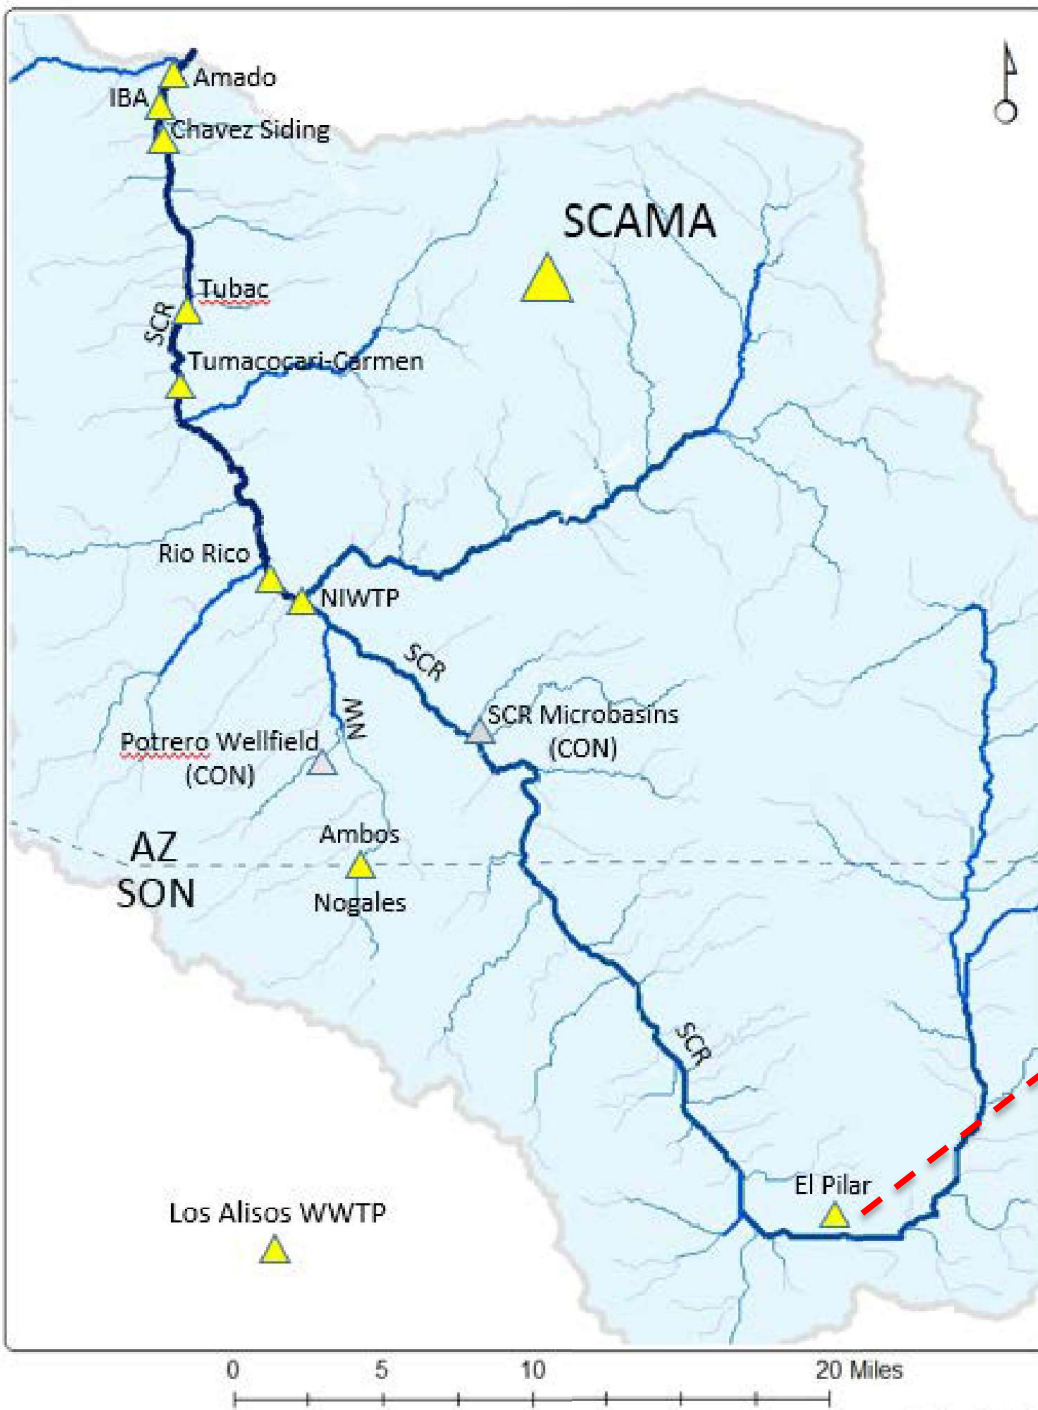 Amado
IBA
Chavez Siding
SCAMA
Tubac
SCR
Tumacocari-Carmen
Rio Rico
NIWTP
SCR
NW
SCR Microbasins
(CON)
Potrero Wellfield
(CON)
Ambos
AZ
SON
Nogales
SCR
El Pilar
Los Alisos WWTP
0 5 10 20 Miles